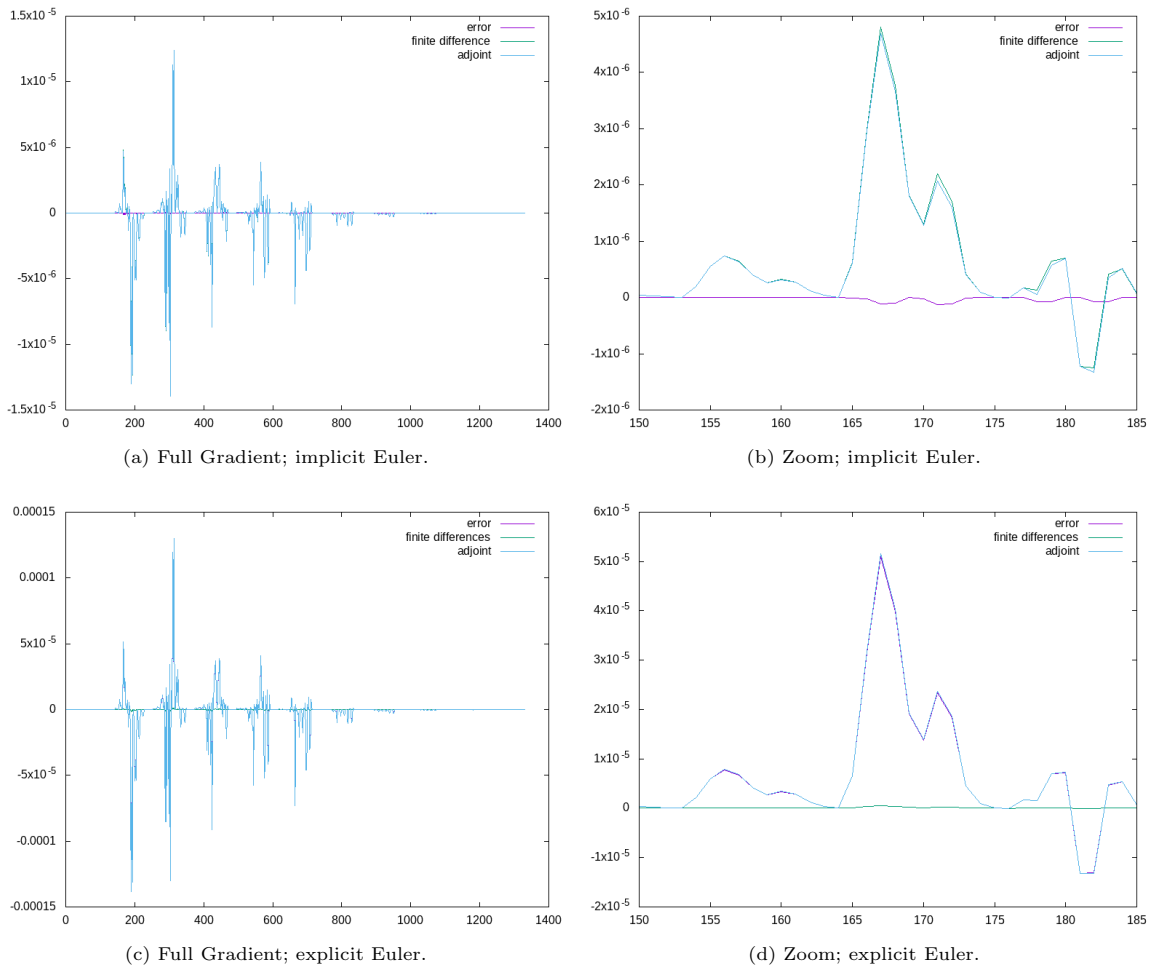 1.5x10-5
1x10-5
5x10-6
0
-5x10-6
-1x10-5
-1.5x10-5
0 200 400 600 800 1000 1200 1400
error
finite difference
adjoint
(a) Full Gradient; implicit Euler.
5x10-6
4x10-6
3x10-6
2x10-6
1x10-6
0
-1x10-6
-2x10-6
150 155 160 165 170 175 180 185
error
finite difference
adjoint
(b) Zoom; implicit Euler.
0.00015
0.0001
5x10-5
0
-5x10-5
-0.0001
-0.00015
0 200 400 600 800 1000 1200 1400
error
finite differences
adjoint
(c) Full Gradient; explicit Euler.
6x10-5
5x10-5
4x10-5
3x10-5
2x10-5
1x10-5
0
-1x10-5
-2x10-5
150 155 160 165 170 175 180 185
error
finite differences
adjoint
(d) Zoom; explicit Euler.